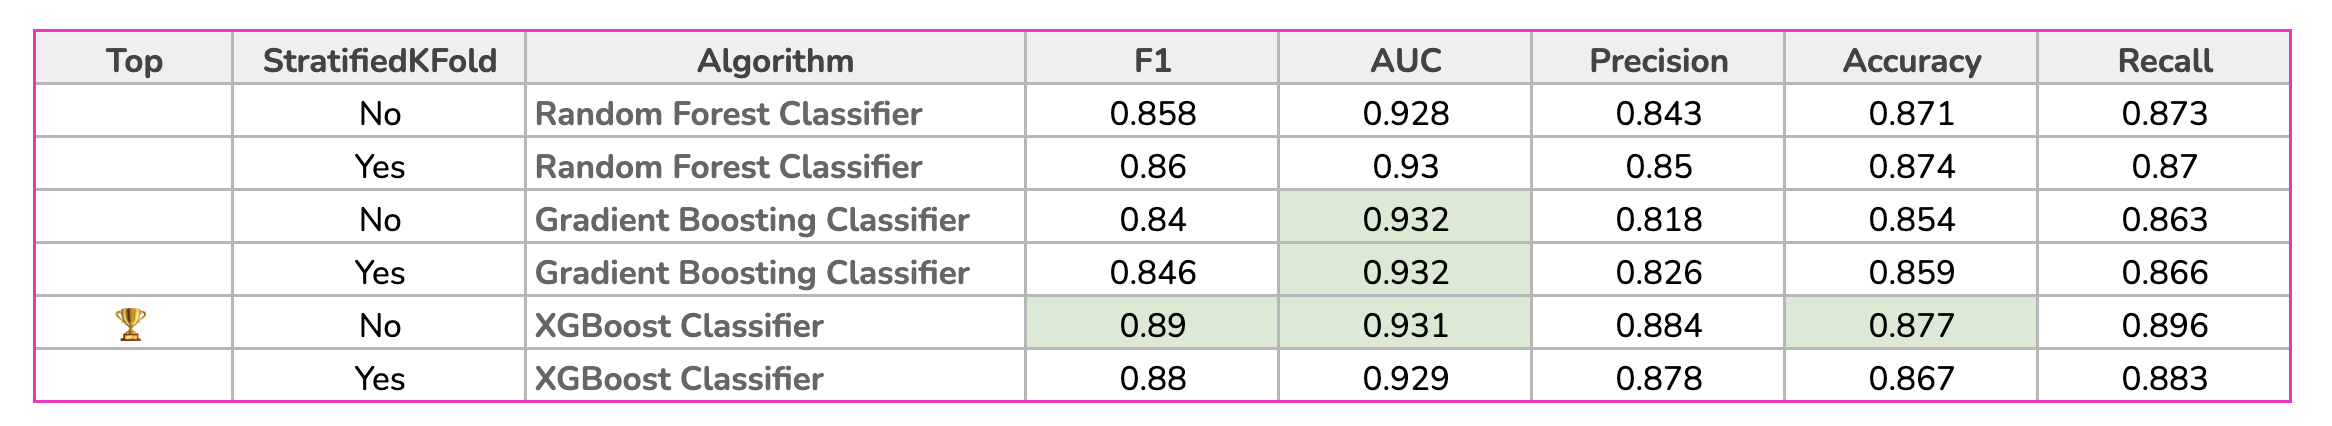 Top StratifiedKFold Algorithm F1 AUC Precision Accuracy Recall
No Random Forest Classifier 0.858 0.928 0.843 0.871 0.873
Yes Random Forest Classifier 0.86 0.93 0.85 0.874 0.87
No Gradient Boosting Classifier 0.84 0.932 0.818 0.854 0.863
Yes Gradient Boosting Classifier 0.846 0.932 0.826 0.859 0.866
🏆 No XGBoost Classifier 0.89 0.931 0.884 0.877 0.896
Yes XGBoost Classifier 0.88 0.929 0.878 0.867 0.883